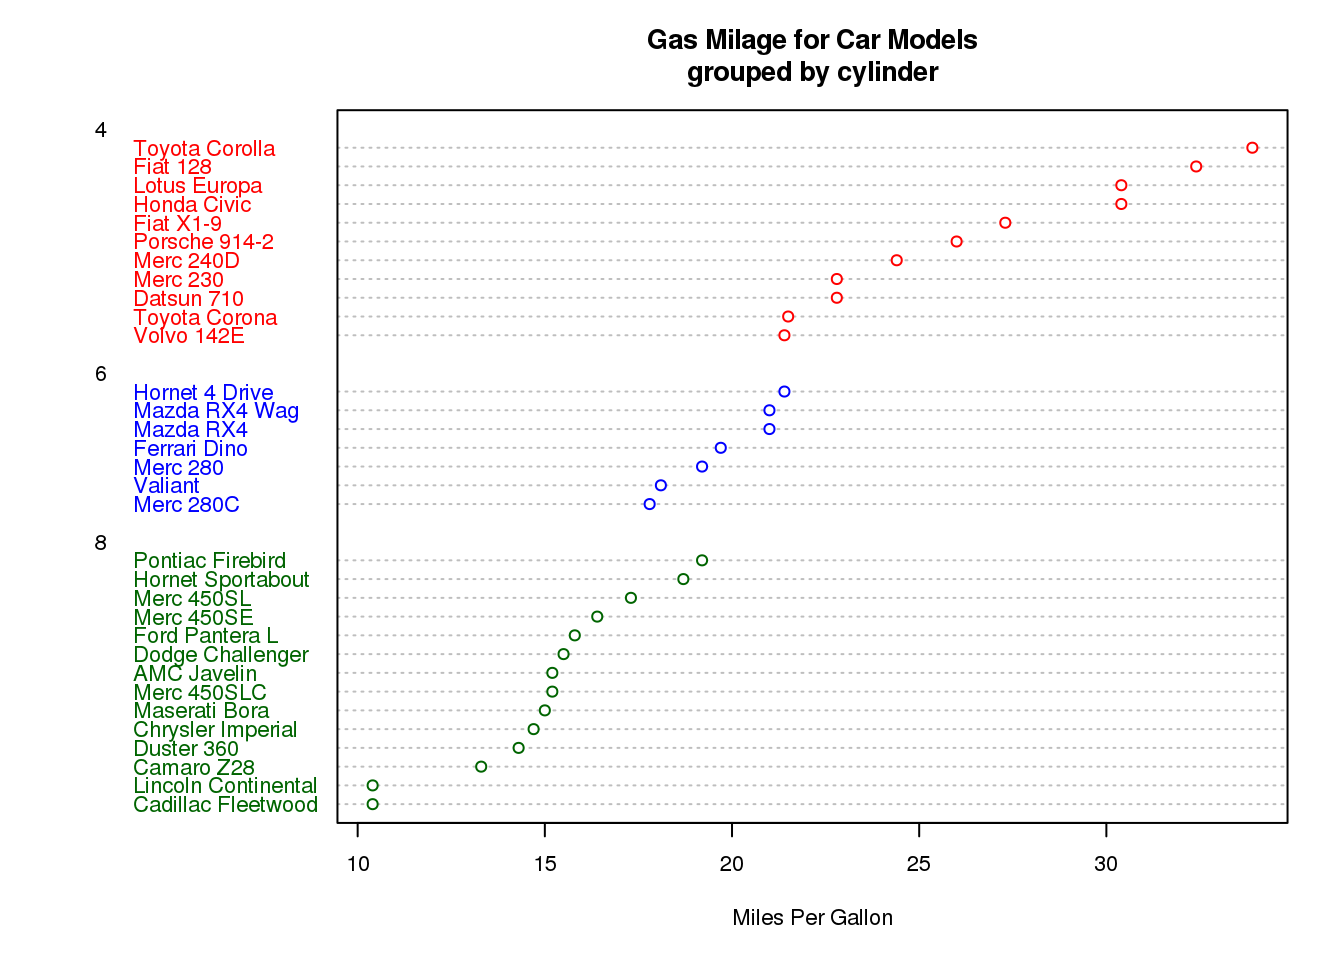 Gas Milage for Car Models
grouped by cylinder
4
Toyota Corolla
Fiat 128
Lotus Europa
Honda Civic
Fiat X1-9
Porsche 914-2
Merc 240D
Merc 230
Datsun 710
Toyota Corona
Volvo 142E
6
Hornet 4 Drive
Mazda RX4 Wag
Mazda RX4
Ferrari Dino
Merc 280
Valiant
Merc 280C
8
Pontiac Firebird
Hornet Sportabout
Merc 450SL
Merc 450SE
Ford Pantera L
Dodge Challenger
AMC Javelin
Merc 450SLC
Maserati Bora
Chrysler Imperial
Duster 360
Camaro Z28
Lincoln Continental
Cadillac Fleetwood
10 15 20 25 30
Miles Per Gallon